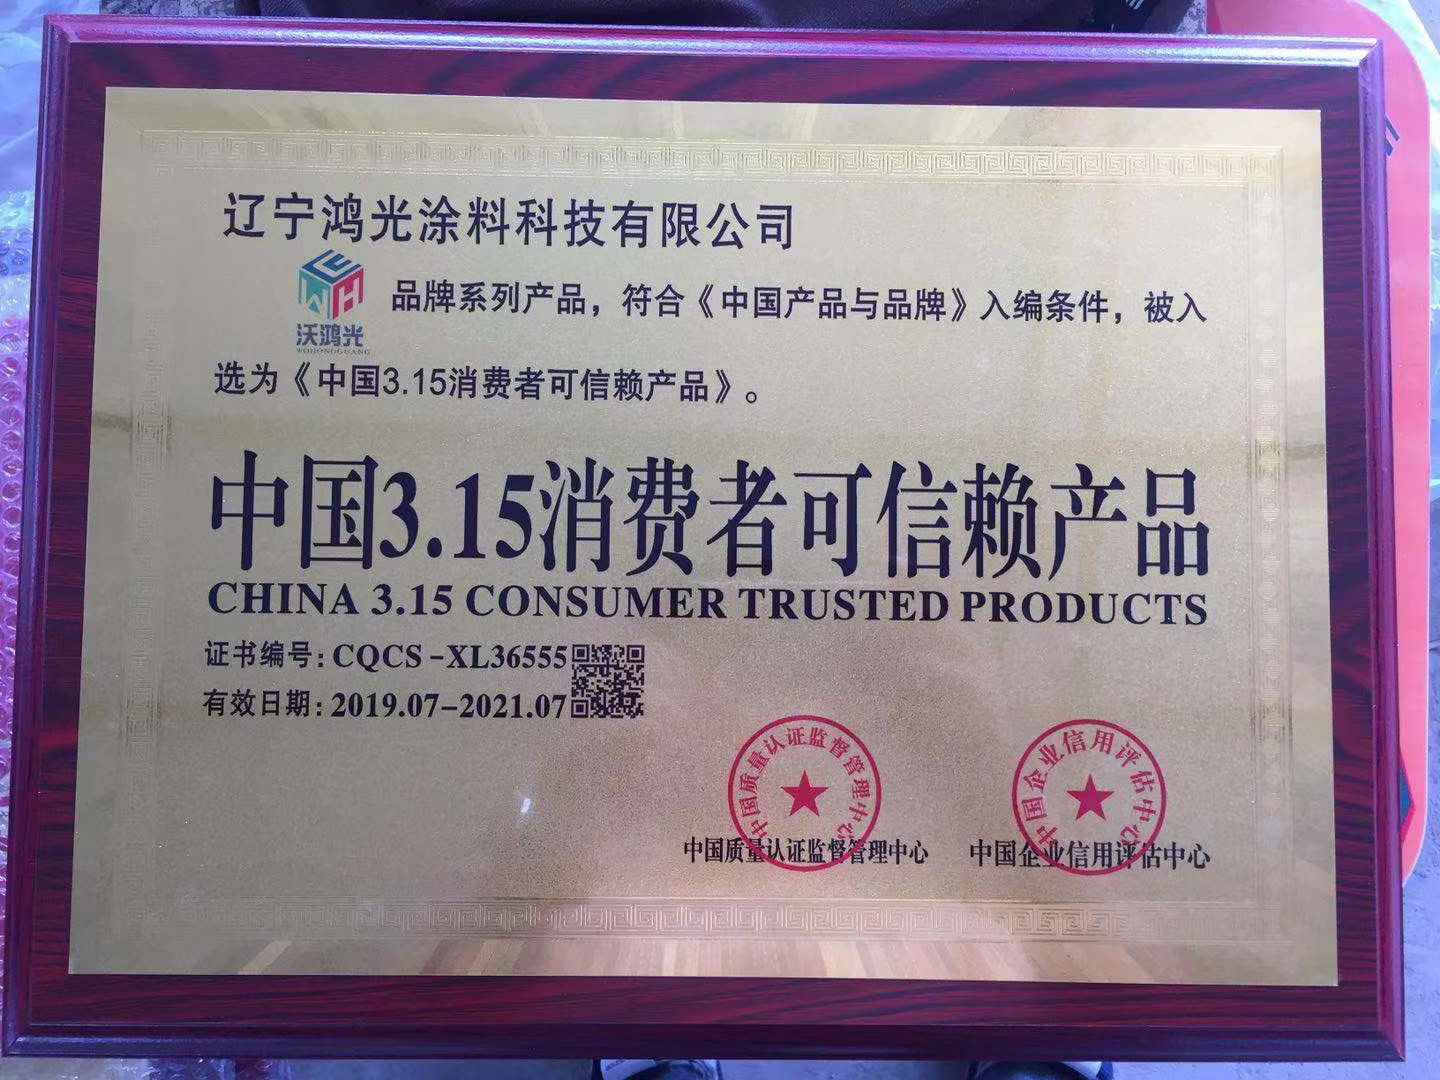 辽宁鸿光涂料科技有限公司
WH
沃鸿光
WOHONGGUANG
品牌系列产品，符合《中国产品与品牌》入编条件，被入
选为《中国3.15消费者可信赖产品》。
中国3.15消费者可信赖产品
CHINA 3.15 CONSUMER TRUSTED PRODUCTS
证书编号:CQCS-XL36555
有效日期:2019.07-2021.07
中国质量认证监督管理中心
中国企业信用评估中心
中国质量认证监督管理中心
中国企业信用评估中心